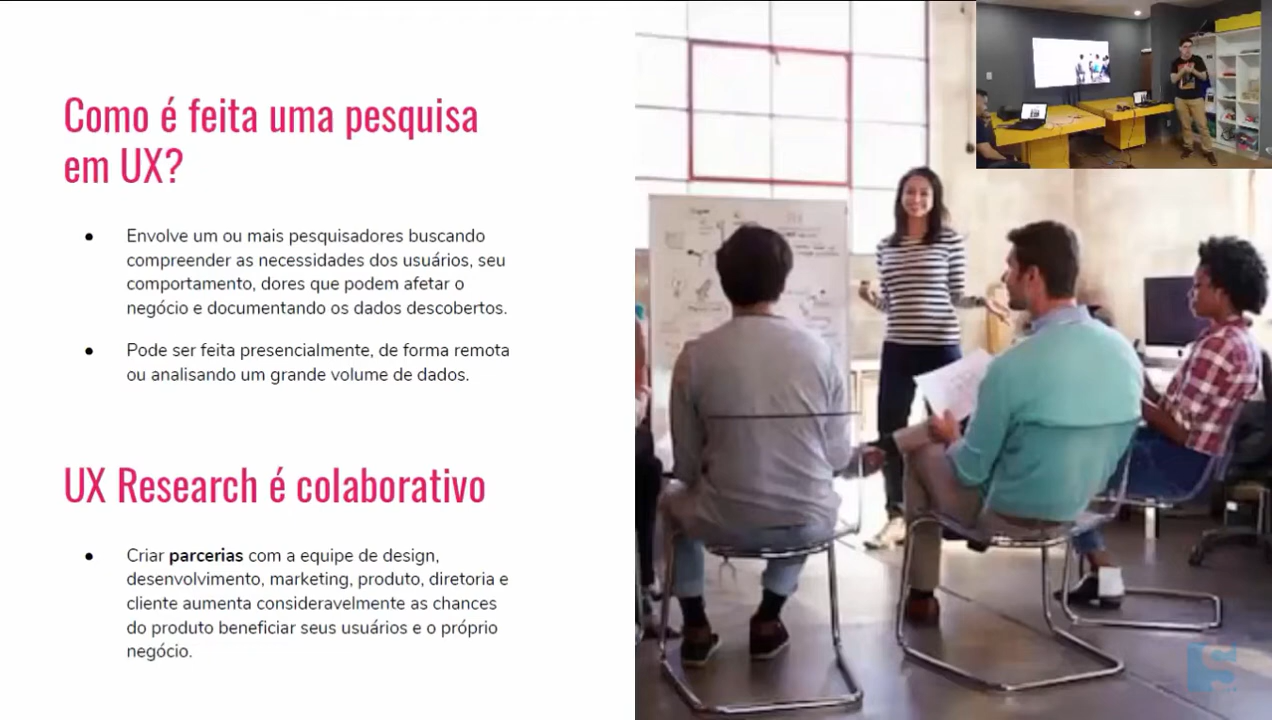 Como é feita uma pesquisa
em UX?
● Envolve um ou mais pesquisadores buscando
compreender as necessidades dos usuários, seu
comportamento, dores que podem afetar o
negócio e documentando os dados descobertos.
● Pode ser feita presencialmente, de forma remota
ou analisando um grande volume de dados.
UX Research é colaborativo
● Criar parcerias com a equipe de design,
desenvolvimento, marketing, produto, diretoria e
cliente aumenta consideravelmente as chances
do produto beneficiar seus usuários e o próprio
negócio.